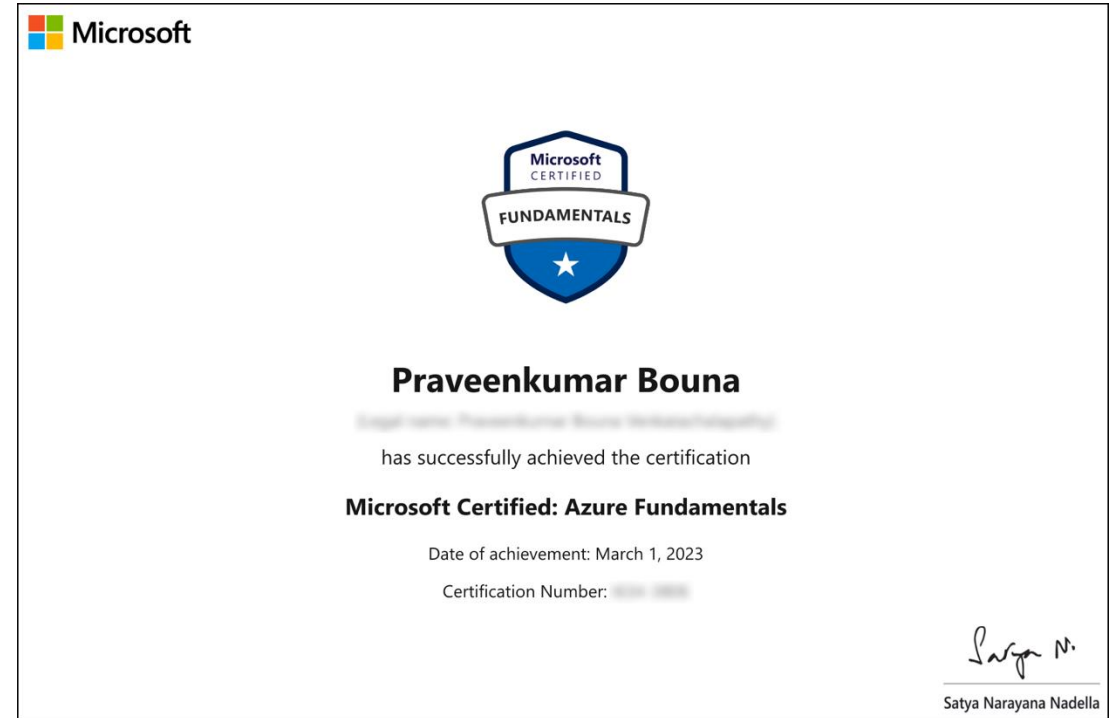 Microsoft
Microsoft
CERTIFIED
FUNDAMENTALS
Praveenkumar Bouna
has successfully achieved the certification
Microsoft Certified: Azure Fundamentals
Date of achievement: March 1, 2023
Certification Number:
Satya N.
Satya Narayana Nadella